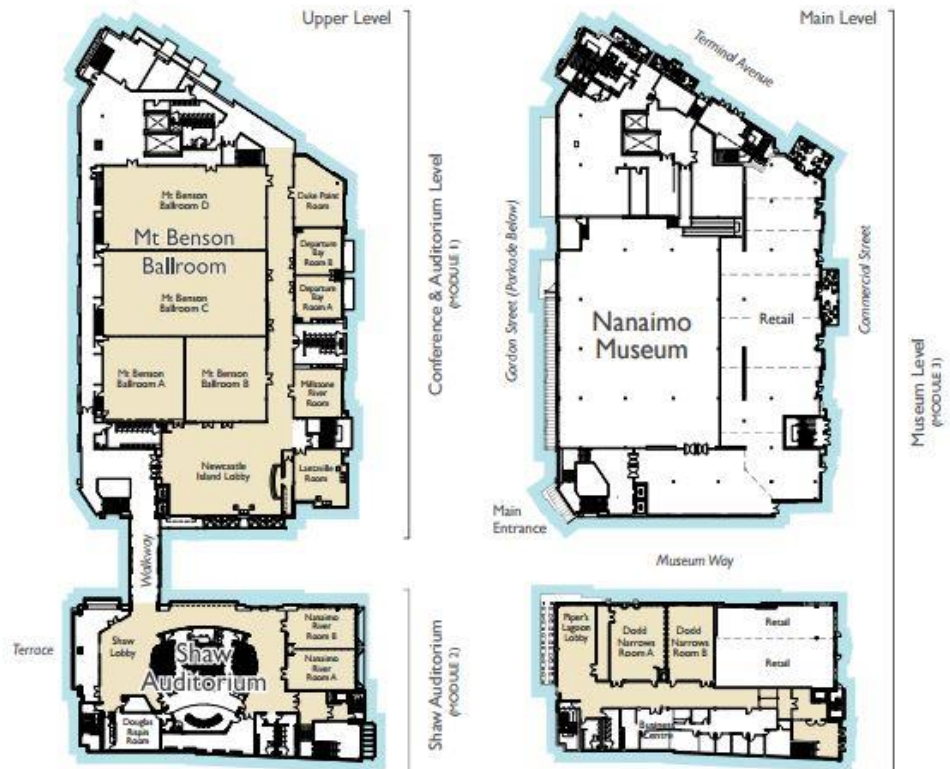 Upper Level
Mt Benson
Ballroom D
Mt Benson
Ballroom
Mt Benson
Ballroom C
Mt Benson
Ballroom A
Mt Benson
Ballroom B
Duke Point
Room
Departure
Bay
Room B
Departure
Bay
Room A
Millstone
River
Room
Newcastle
Island Lobby
Lantzville
Room
Conference & Auditorium Level
(MODULE 1)
Walkway
Terrace
Shaw
Lobby
Shaw
Auditorium
Nanaimo
River
Room B
Nanaimo
River
Room A
Douglas
Rispin
Room
Shaw Auditorium
(MODULE 2)
Main Level
Terminal Avenue
Gordon Street (Parkade Below)
Nanaimo
Museum
Retail
Commercial Street
Main
Entrance
Museum Way
Piper's
Lagoon
Lobby
Dodd
Narrows
Room A
Dodd
Narrows
Room B
Retail
Retail
Business
Centre
Museum Level
(MODULE 3)